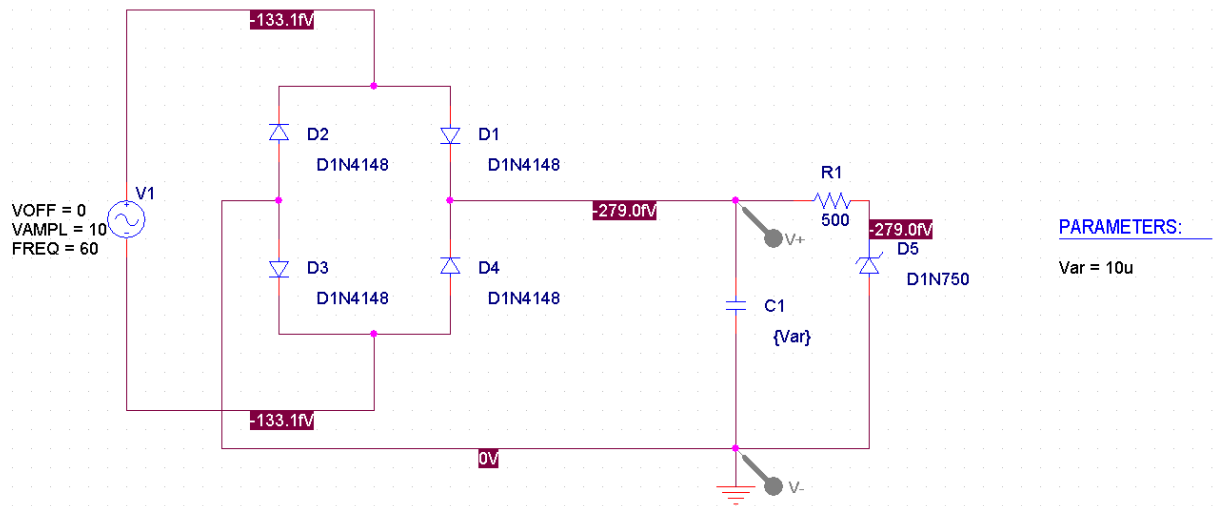 -133.1fV
D2
D1N4148
D1
D1N4148
R1
500
V1
VOFF = 0
VAMPL = 10
FREQ = 60
-279.0fV
V+
-279.0fV
PARAMETERS:
Var = 10u
D5
D1N750
D3
D1N4148
D4
D1N4148
C1
{Var}
-133.1fV
0V
V-